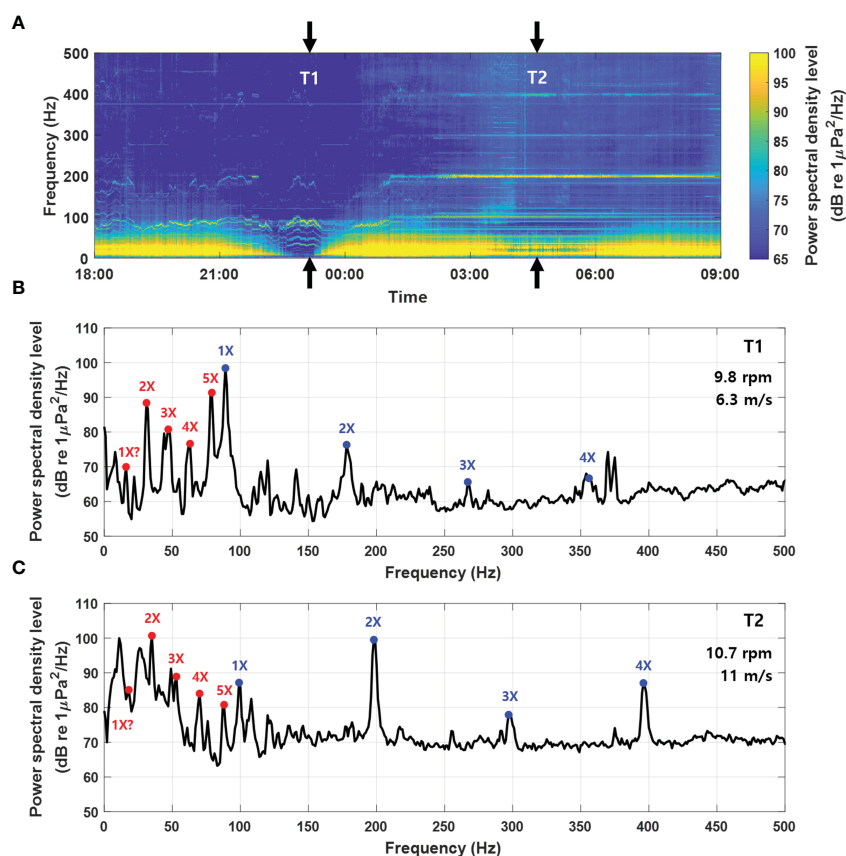 A
500
400
300
200
100
0
Frequency (Hz)
T1
T2
18:00 21:00 00:00 03:00 06:00 09:00
Time
100
95
90
85
80
75
70
65
Power spectral density level
(dB re 1μPa²/Hz)
B
110
100
90
80
70
60
50
Power spectral density level
(dB re 1μPa²/Hz)
1X?
2X
3X
4X
5X
1X
2X
3X
4X
T1
9.8 rpm
6.3 m/s
0 50 100 150 200 250 300 350 400 450 500
Frequency (Hz)
C
110
100
90
80
70
60
50
Power spectral density level
(dB re 1μPa²/Hz)
1X?
2X
3X
4X
5X
1X
2X
3X
4X
T2
10.7 rpm
11 m/s
0 50 100 150 200 250 300 350 400 450 500
Frequency (Hz)